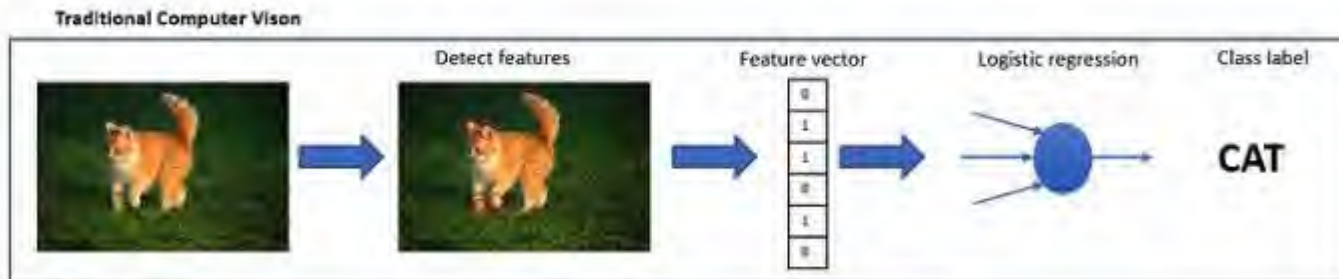 Traditional Computer Vison
Detect features
Feature vector
Logistic regression
Class label
0
1
1
0
1
0
CAT